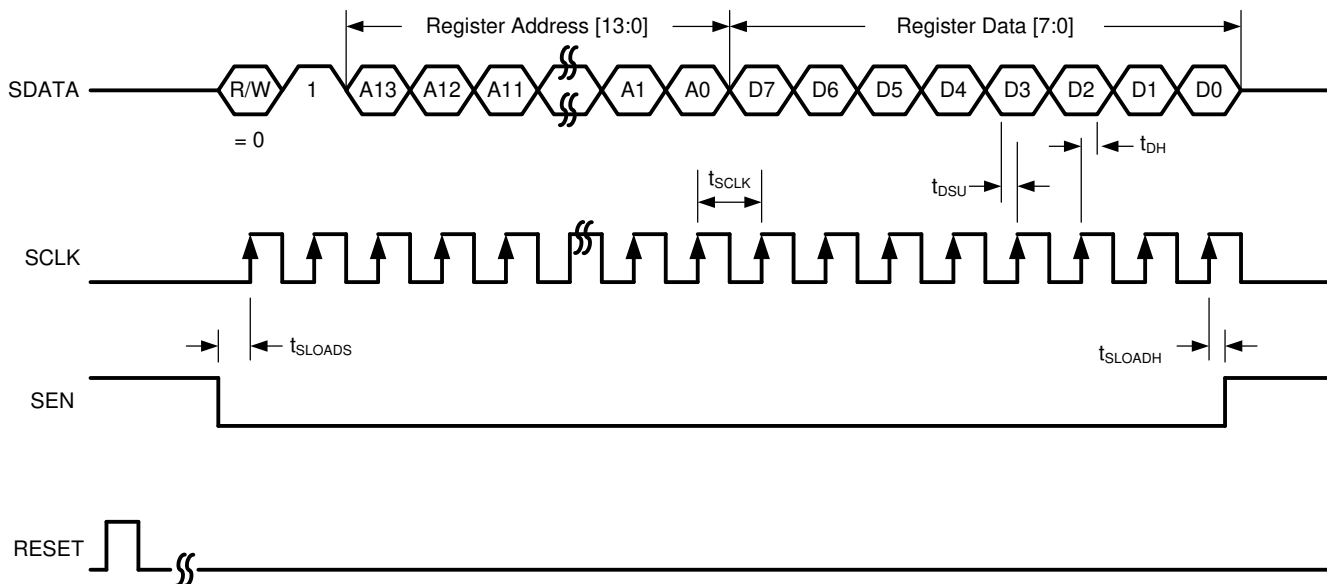 Register Address [13:0] Register Data [7:0]
SDATA R/W 1 A13 A12 A11 A1 A0 D7 D6 D5 D4 D3 D2 D1 D0
= 0
tDH
tSCLK
tDSU
SCLK
tSLOADS
tSLOADH
SEN
RESET